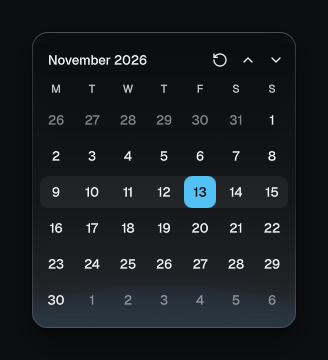 November 2026
M T W T F S S
26 27 28 29 30 31 1
2 3 4 5 6 7 8
9 10 11 12 13 14 15
16 17 18 19 20 21 22
23 24 25 26 27 28 29
30 1 2 3 4 5 6